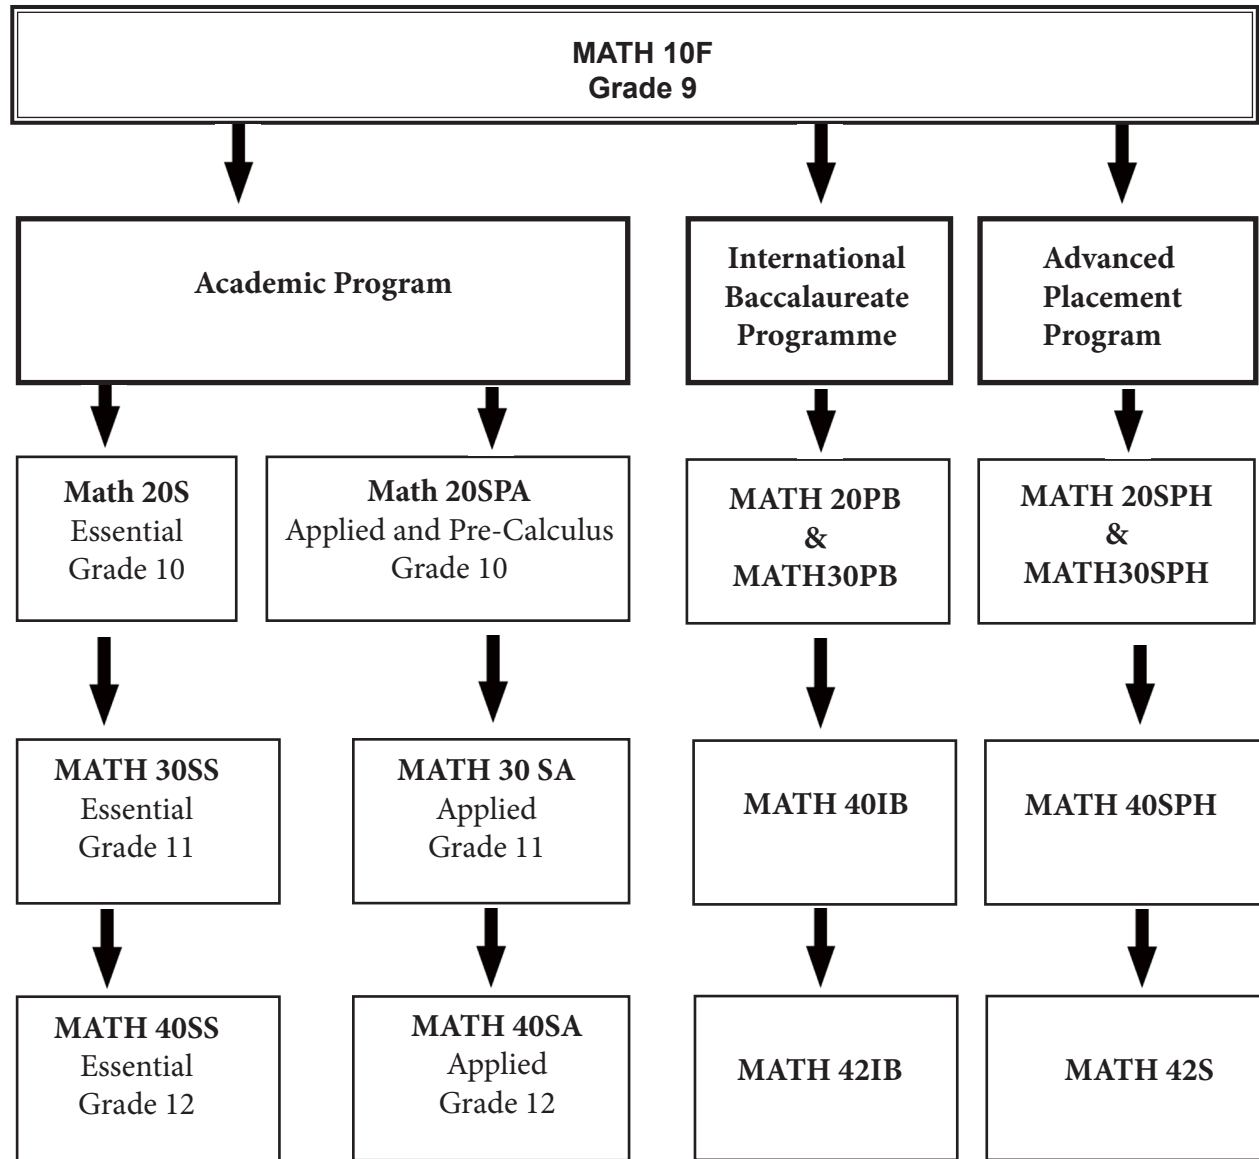 MATH 10F
Grade 9
Academic Program
International
Baccalaureate
Programme
Advanced
Placement
Program
Math 20S
Essential
Grade 10
Math 20SPA
Applied and Pre-Calculus
Grade 10
MATH 20PB
&
MATH30PB
MATH 20SPH
&
MATH30SPH
MATH 30SS
Essential
Grade 11
MATH 30 SA
Applied
Grade 11
MATH 40IB
MATH 40SPH
MATH 40SS
Essential
Grade 12
MATH 40SA
Applied
Grade 12
MATH 42IB
MATH 42S